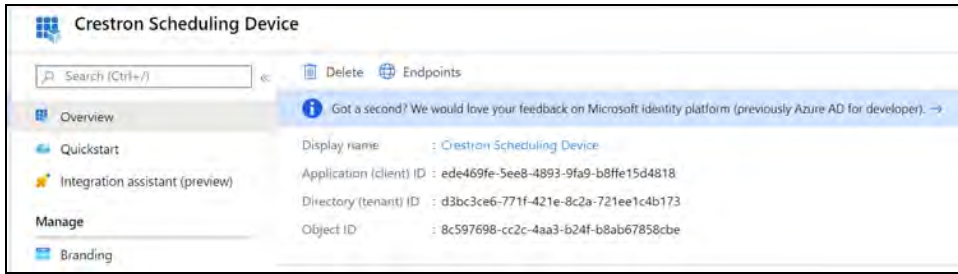 Crestron Scheduling Device
Search (Ctrl+/)
«
Delete
Endpoints
Got a second? We would love your feedback on Microsoft identity platform (previously Azure AD for developer). →
Overview
Quickstart
Integration assistant (preview)
Manage
Branding
Display name : Crestron Scheduling Device
Application (client) ID : ede469fe-5ee8-4893-9fa9-b8ffe15d4818
Directory (tenant) ID : d3bc3ce6-771f-421e-8c2a-721ee1c4b173
Object ID : 8c597698-cc2c-4aa3-b24f-b8ab67858cbe